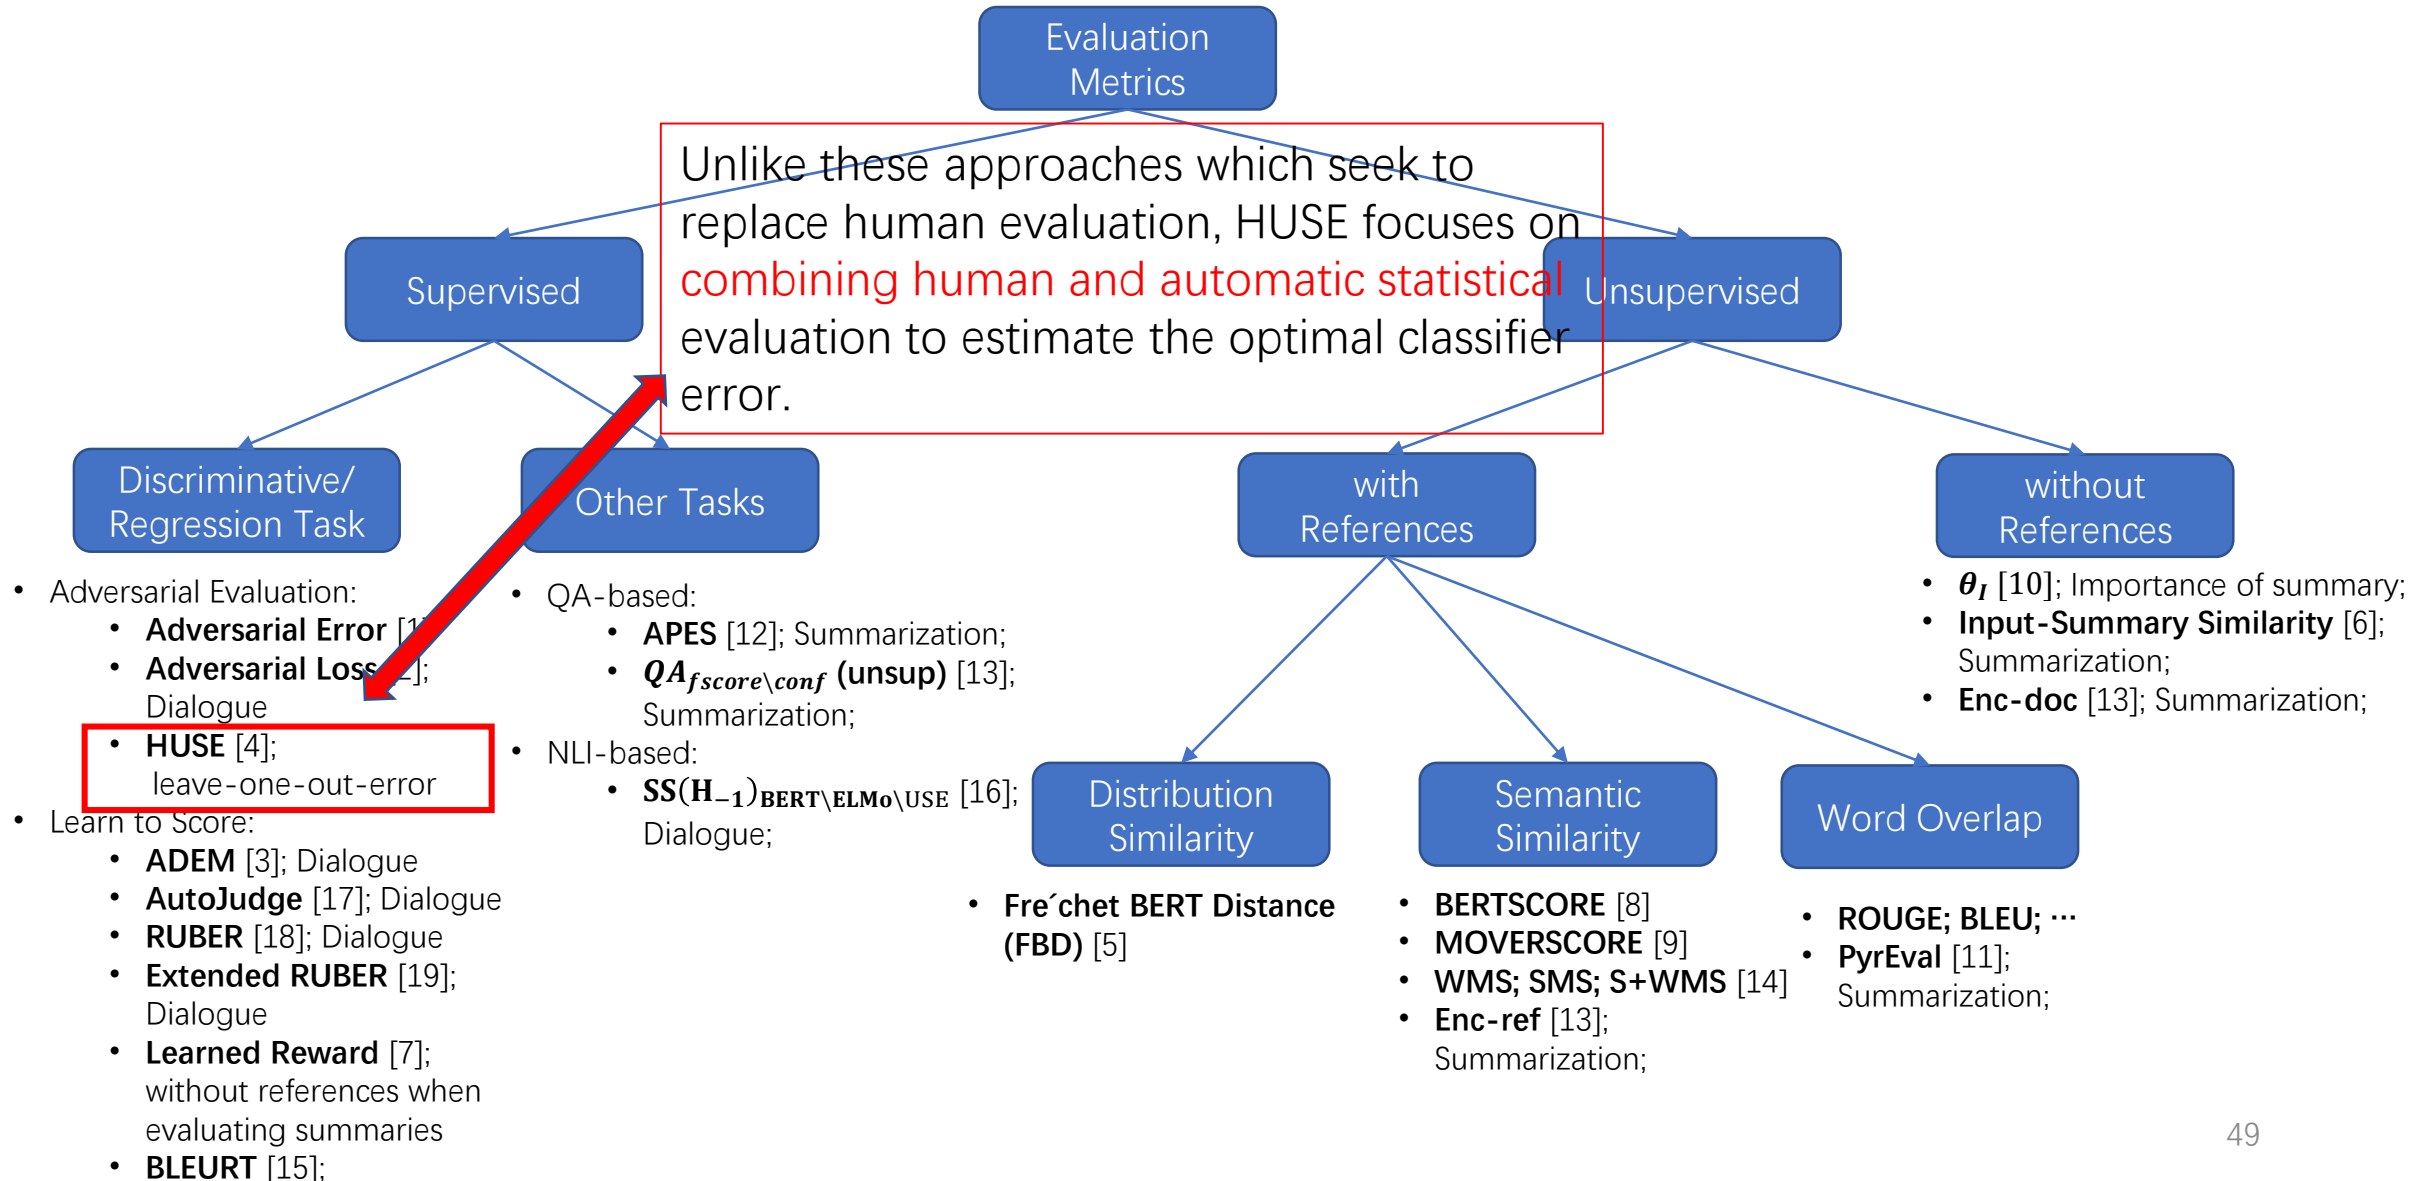 Evaluation
Metrics
Unlike these approaches which seek to
replace human evaluation, HUSE focuses on
combining human and automatic statistical
evaluation to estimate the optimal classifier
error.
Supervised
Unsupervised
Discriminative/
Regression Task
Other Tasks
with
References
without
References
• Adversarial Evaluation:
• Adversarial Error [1]
• Adversarial Loss [2];
Dialogue
• HUSE [4];
leave-one-out-error
• Learn to Score:
• ADEM [3]; Dialogue
• AutoJudge [17]; Dialogue
• RUBER [18]; Dialogue
• Extended RUBER [19];
Dialogue
• Learned Reward [7];
without references when
evaluating summaries
• BLEURT [15];
• QA-based:
• APES [12]; Summarization;
• QA_{fscore\conf} (unsup) [13];
Summarization;
• NLI-based:
• SS(H₋₁)_{BERT\ELMo\USE} [16];
Dialogue;
• θ_I [10]; Importance of summary;
• Input-Summary Similarity [6];
Summarization;
• Enc-doc [13]; Summarization;
Distribution
Similarity
Semantic
Similarity
Word Overlap
• Fre´chet BERT Distance
(FBD) [5]
• BERTSCORE [8]
• MOVERSCORE [9]
• WMS; SMS; S+WMS [14]
• Enc-ref [13];
Summarization;
• ROUGE; BLEU; ···
• PyrEval [11];
Summarization;
49